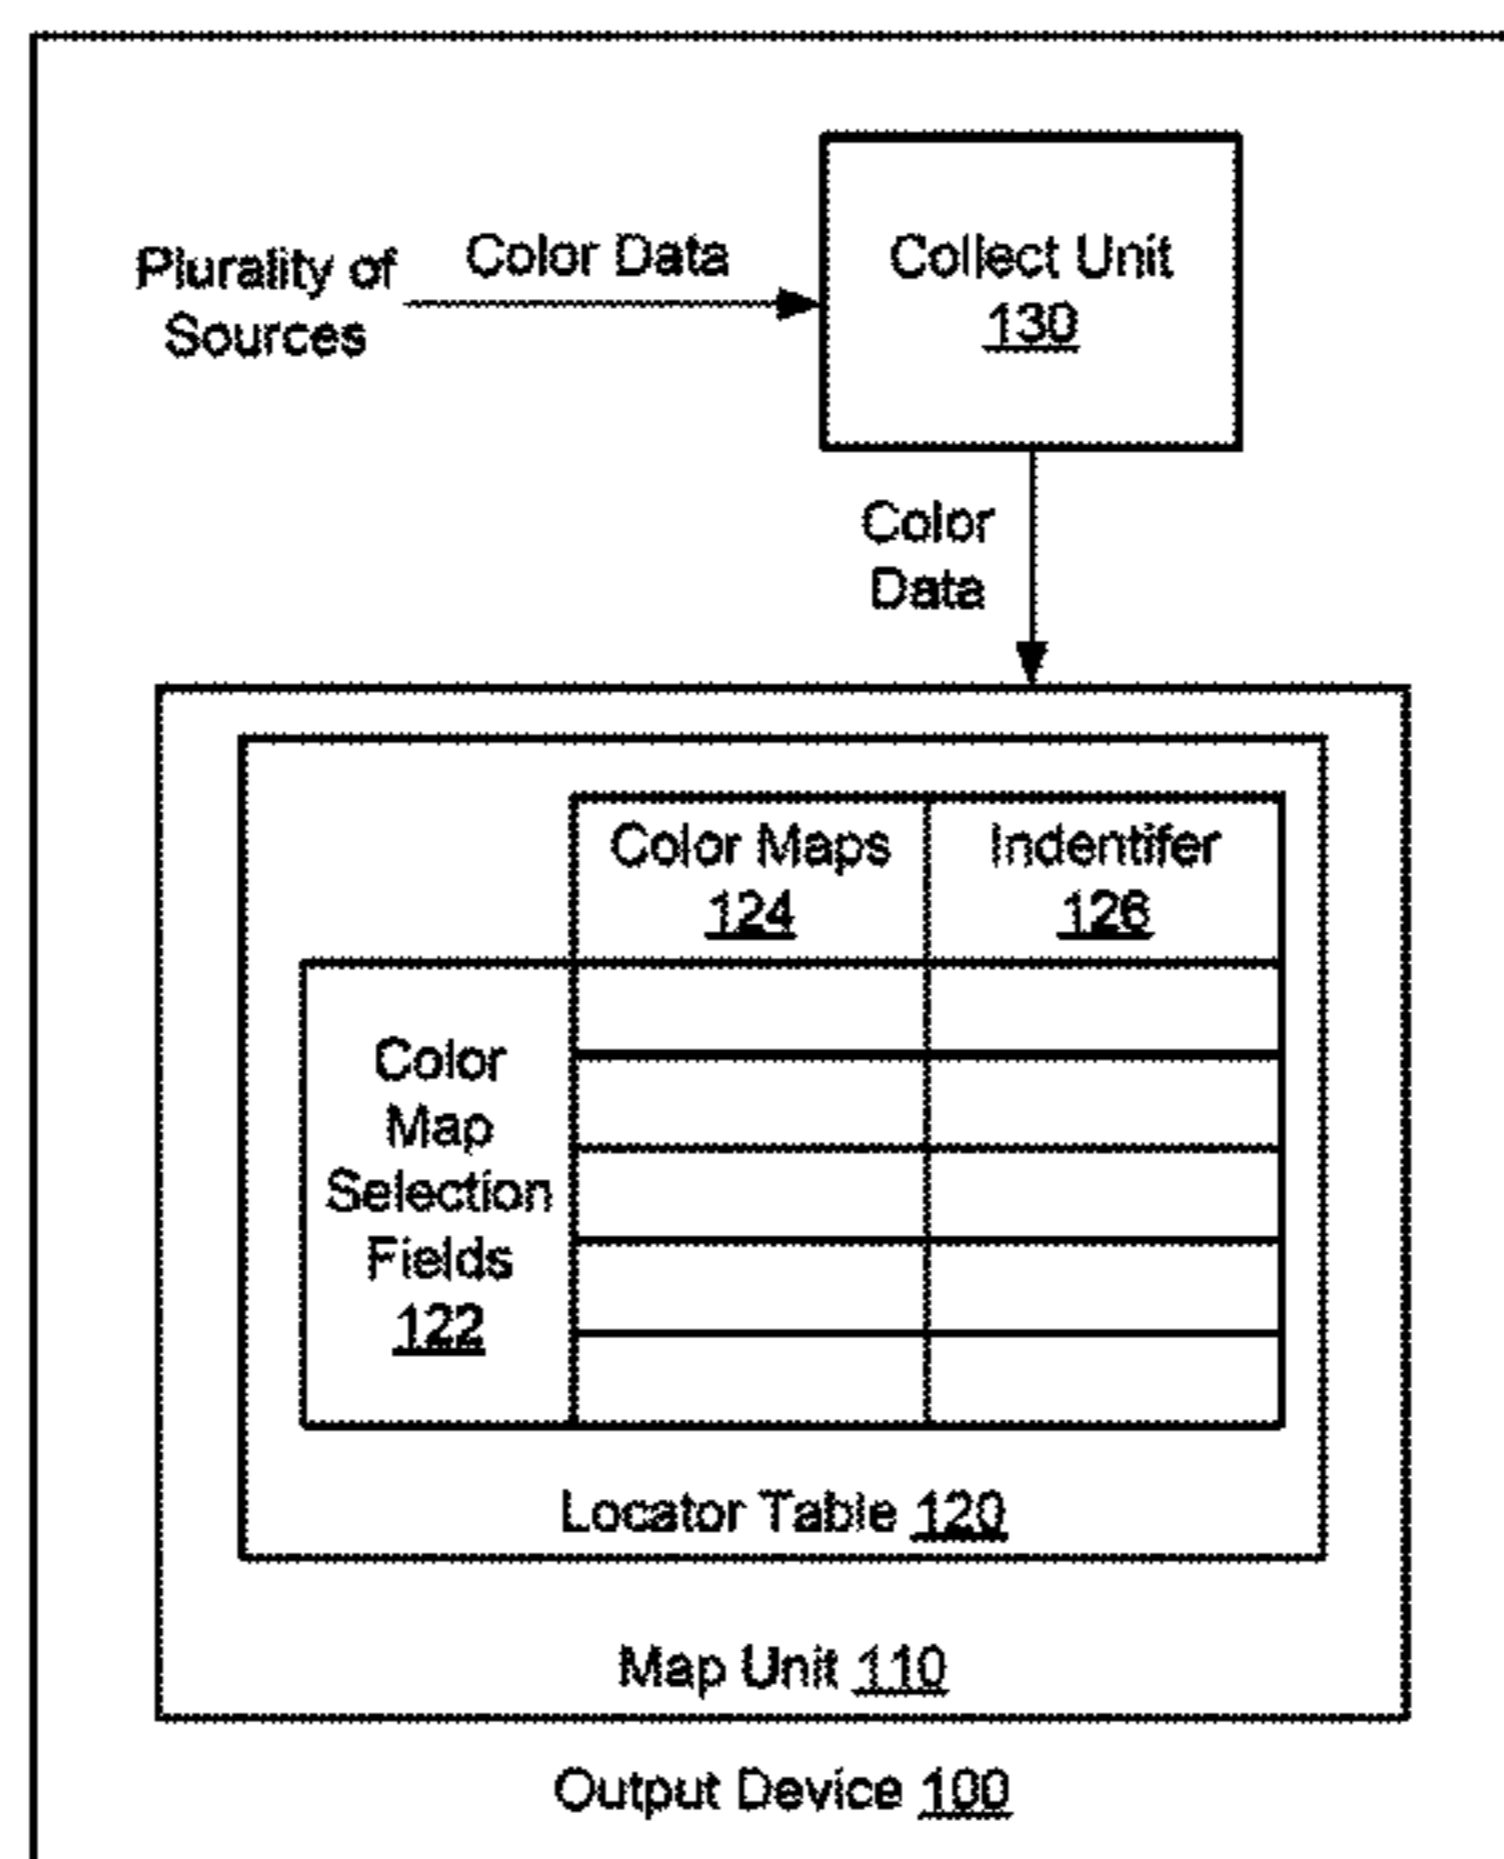 Plurality of
Sources
Color Data
Collect Unit
130
Color
Data
Color Maps
124
Indentifer
126
Color
Map
Selection
Fields
122
Locator Table 120
Map Unit 110
Output Device 100